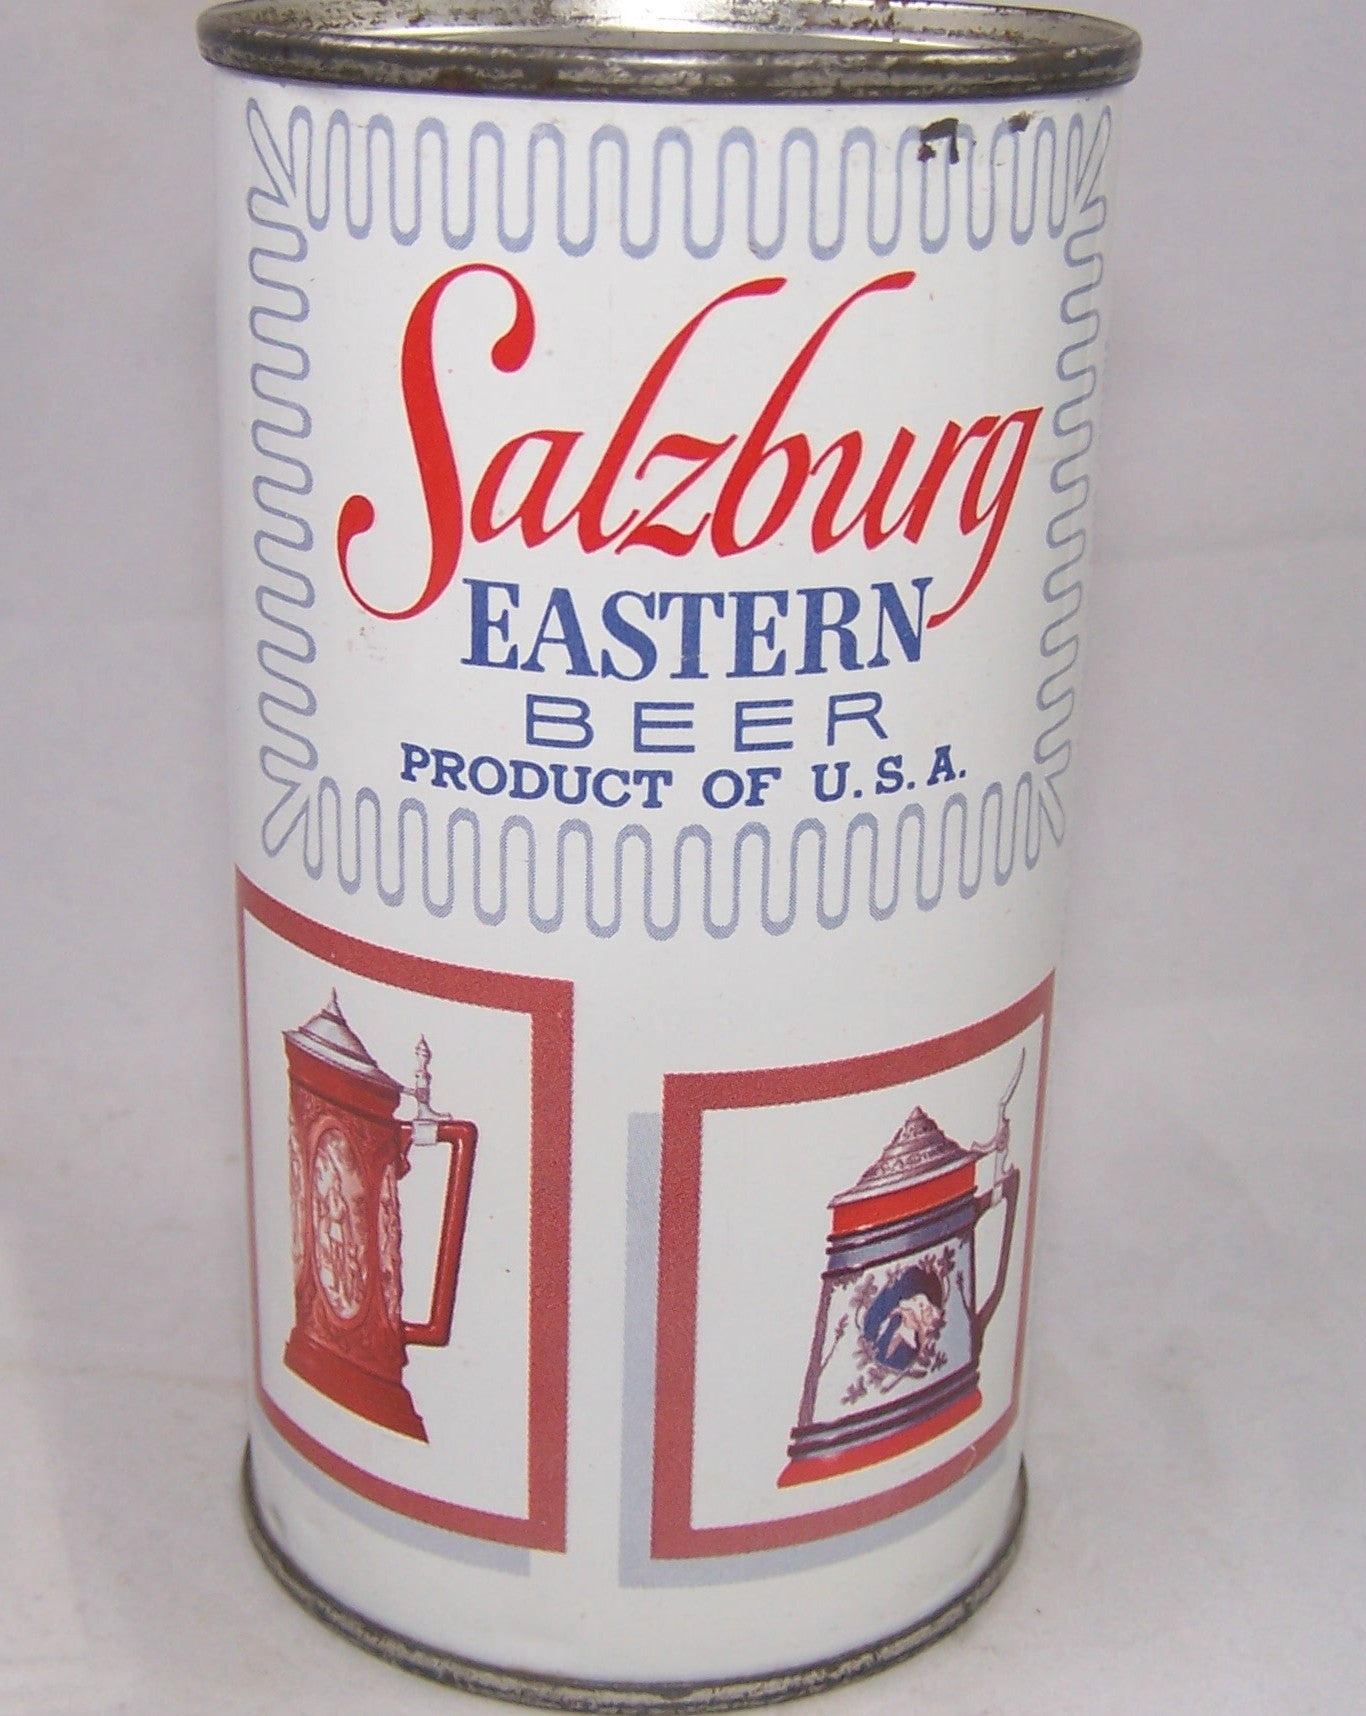 Salzburg
EASTERN
BEER
PRODUCT OF U.S.A.